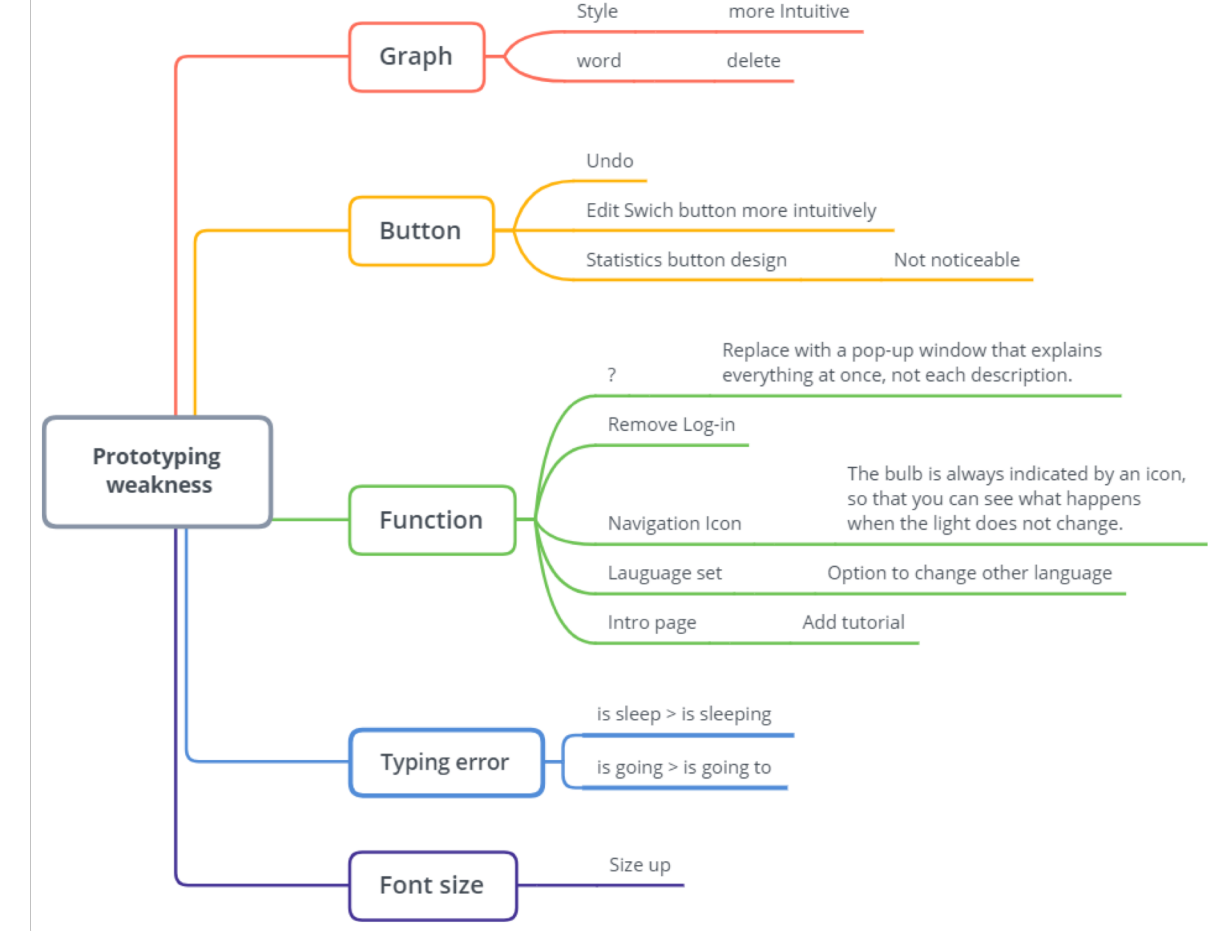 Style more Intuitive
Graph
word delete
Undo
Button
Edit Swich button more intuitively
Statistics button design Not noticeable
Replace with a pop-up window that explains
? everything at once, not each description.
Remove Log-in
Prototyping
weakness
The bulb is always indicated by an icon,
so that you can see what happens
Function
Navigation Icon when the light does not change.
Lauguage set Option to change other language
Intro page Add tutorial
is sleep > is sleeping
Typing error
is going > is going to
Font size
Size up